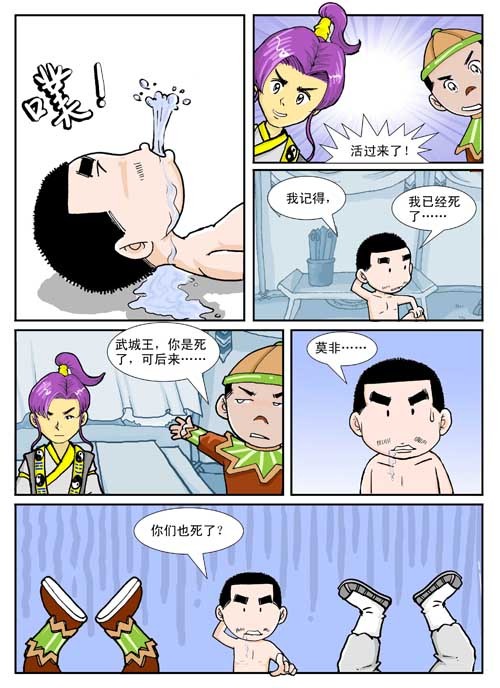 噗！
活过来了！
我记得，
我已经死
了……
武城王，你是死
了，可后来……
莫非……
你们也死了？